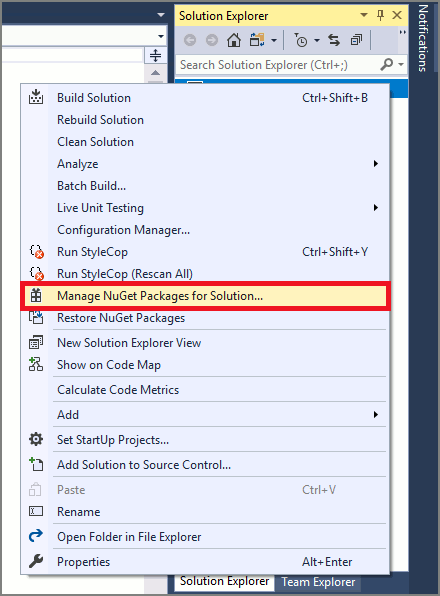 Solution Explorer
Search Solution Explorer (Ctrl+;)
Notifications
Build Solution Ctrl+Shift+B
Rebuild Solution
Clean Solution
Analyze
Batch Build...
Live Unit Testing
Configuration Manager...
Run StyleCop Ctrl+Shift+Y
Run StyleCop (Rescan All)
Manage NuGet Packages for Solution...
Restore NuGet Packages
New Solution Explorer View
Show on Code Map
Calculate Code Metrics
Add
Set StartUp Projects...
Add Solution to Source Control...
Paste Ctrl+V
Rename
Open Folder in File Explorer
Properties Alt+Enter
Solution Explorer Team Explorer